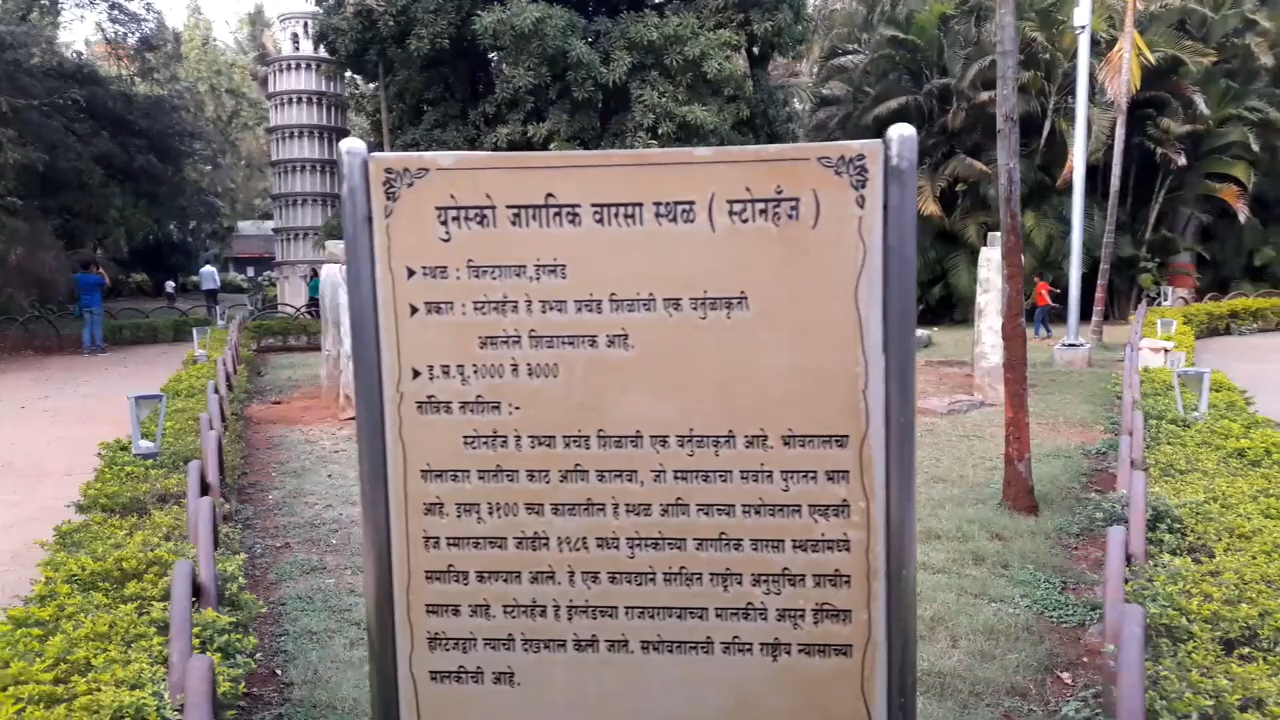 युनेस्को जागतिक वारसा स्थळ ( स्टोनहँज )
➤ स्थळ : विल्टशायर,इंग्लंड
➤ प्रकार : स्टोनहँज हे उभ्या प्रचंड शिळांची एक वर्तुळाकृती
असलेले शिळास्मारक आहे.
➤ इ.स.पू.२००० ते ३०००
तांत्रिक तपशिल :-
स्टोनहँज हे उभ्या प्रचंड शिळाची एक वर्तुळाकृती आहे. भोवतालचा
गोलाकार मातीचा काठ आणि कालवा, जो स्मारकाचा सर्वात पुरातन भाग
आहे. इसपू ३१०० च्या काळातील हे स्थळ आणि त्याच्या सभोवताल एव्हबरी
हेंज स्मारकाच्या जोडीने १९८६ मध्ये युनेस्कोच्या जागतिक वारसा स्थळांमध्ये
समाविष्ठ करण्यात आले. हे एक कायद्याने संरक्षित राष्ट्रीय अनुसुचित प्राचीन
स्मारक आहे. स्टोनहँज हे इंग्लंडच्या राजघराण्याच्या मालकीचे असून इंग्लिश
हेरिटेजद्वारे त्याची देखभाल केली जाते. सभोवतालची जमिन राष्ट्रीय न्यासाच्या
मालकीची आहे.